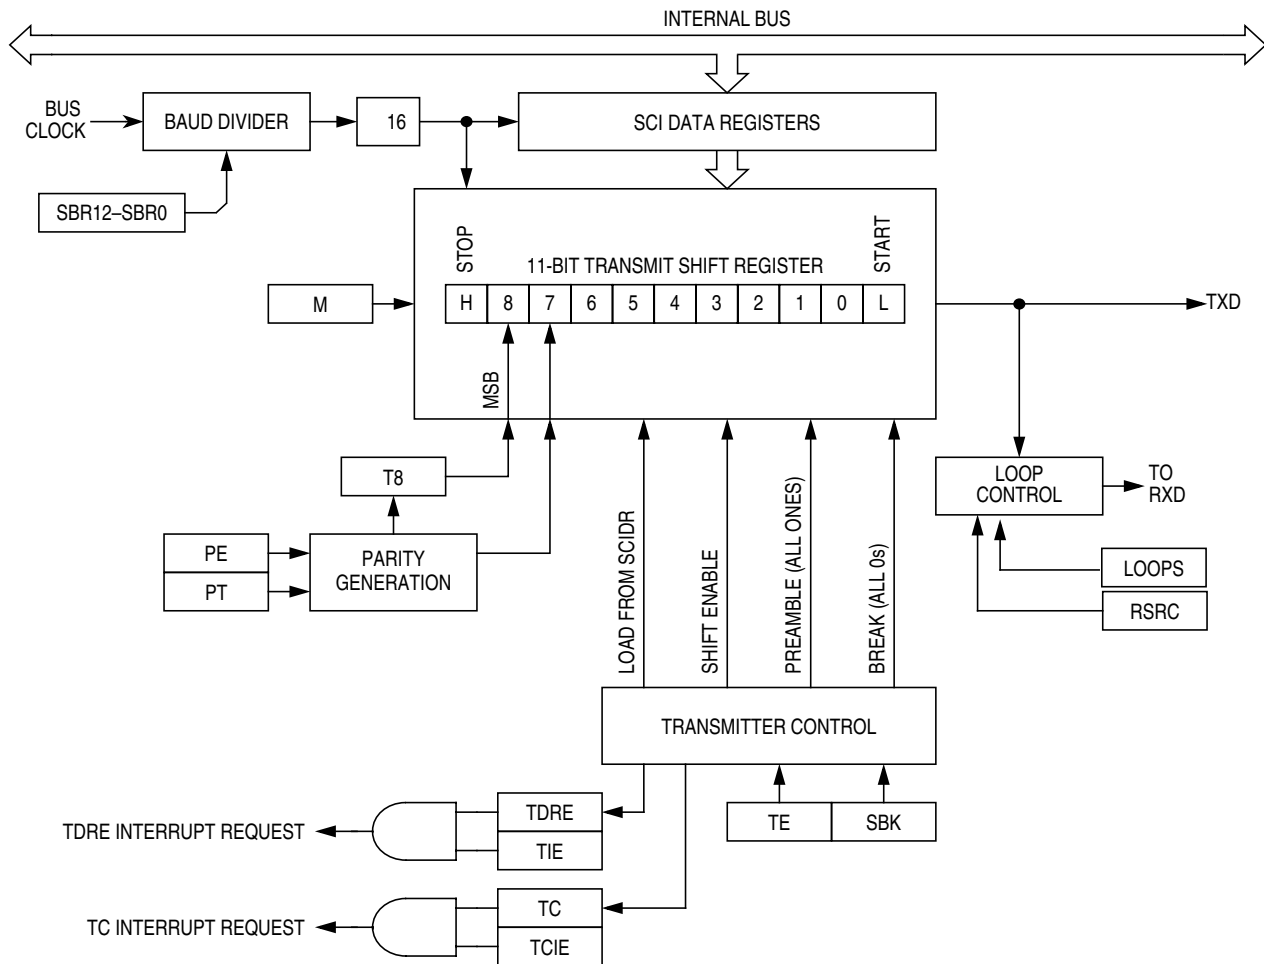 INTERNAL BUS
BUS
CLOCK
BAUD DIVIDER
16
SCI DATA REGISTERS
SBR12–SBR0
STOP
11-BIT TRANSMIT SHIFT REGISTER
START
M
H 8 7 6 5 4 3 2 1 0 L
TXD
MSB
T8
LOOP
CONTROL
TO
RXD
PE
PT
PARITY
GENERATION
LOAD FROM SCIDR
SHIFT ENABLE
PREAMBLE (ALL ONES)
BREAK (ALL 0s)
LOOPS
RSRC
TRANSMITTER CONTROL
TDRE INTERRUPT REQUEST
TDRE
TIE
TE
SBK
TC INTERRUPT REQUEST
TC
TCIE